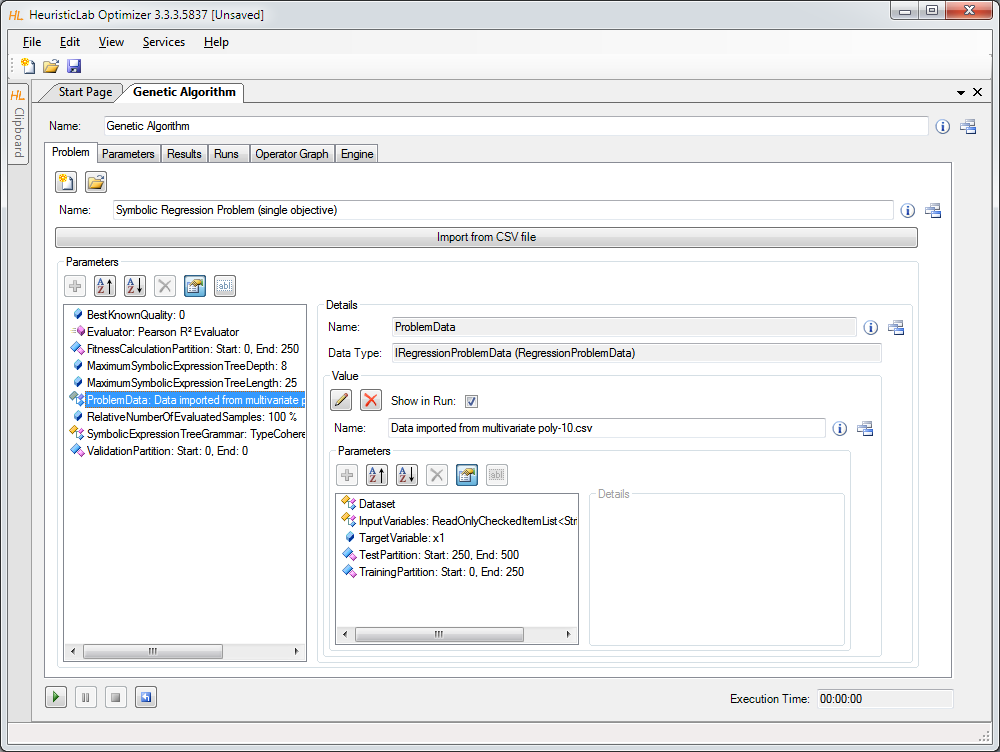 HL HeuristicLab Optimizer 3.3.3.5837 [Unsaved]
File Edit View Services Help
HL Clipboard
Start Page Genetic Algorithm
Name: Genetic Algorithm
Problem Parameters Results Runs Operator Graph Engine
Name: Symbolic Regression Problem (single objective)
Import from CSV file
Parameters
BestKnownQuality: 0
Evaluator: Pearson R² Evaluator
FitnessCalculationPartition: Start: 0, End: 250
MaximumSymbolicExpressionTreeDepth: 8
MaximumSymbolicExpressionTreeLength: 25
ProblemData: Data imported from multivariate p
RelativeNumberOfEvaluatedSamples: 100 %
SymbolicExpressionTreeGrammar: TypeCohere
ValidationPartition: Start: 0, End: 0
Details
Name: ProblemData
Data Type: IRegressionProblemData (RegressionProblemData)
Value
Show in Run:
Name: Data imported from multivariate poly-10.csv
Parameters
Dataset
InputVariables: ReadOnlyCheckedItemList<Str
TargetVariable: x1
TestPartition: Start: 250, End: 500
TrainingPartition: Start: 0, End: 250
Details
Execution Time: 00:00:00